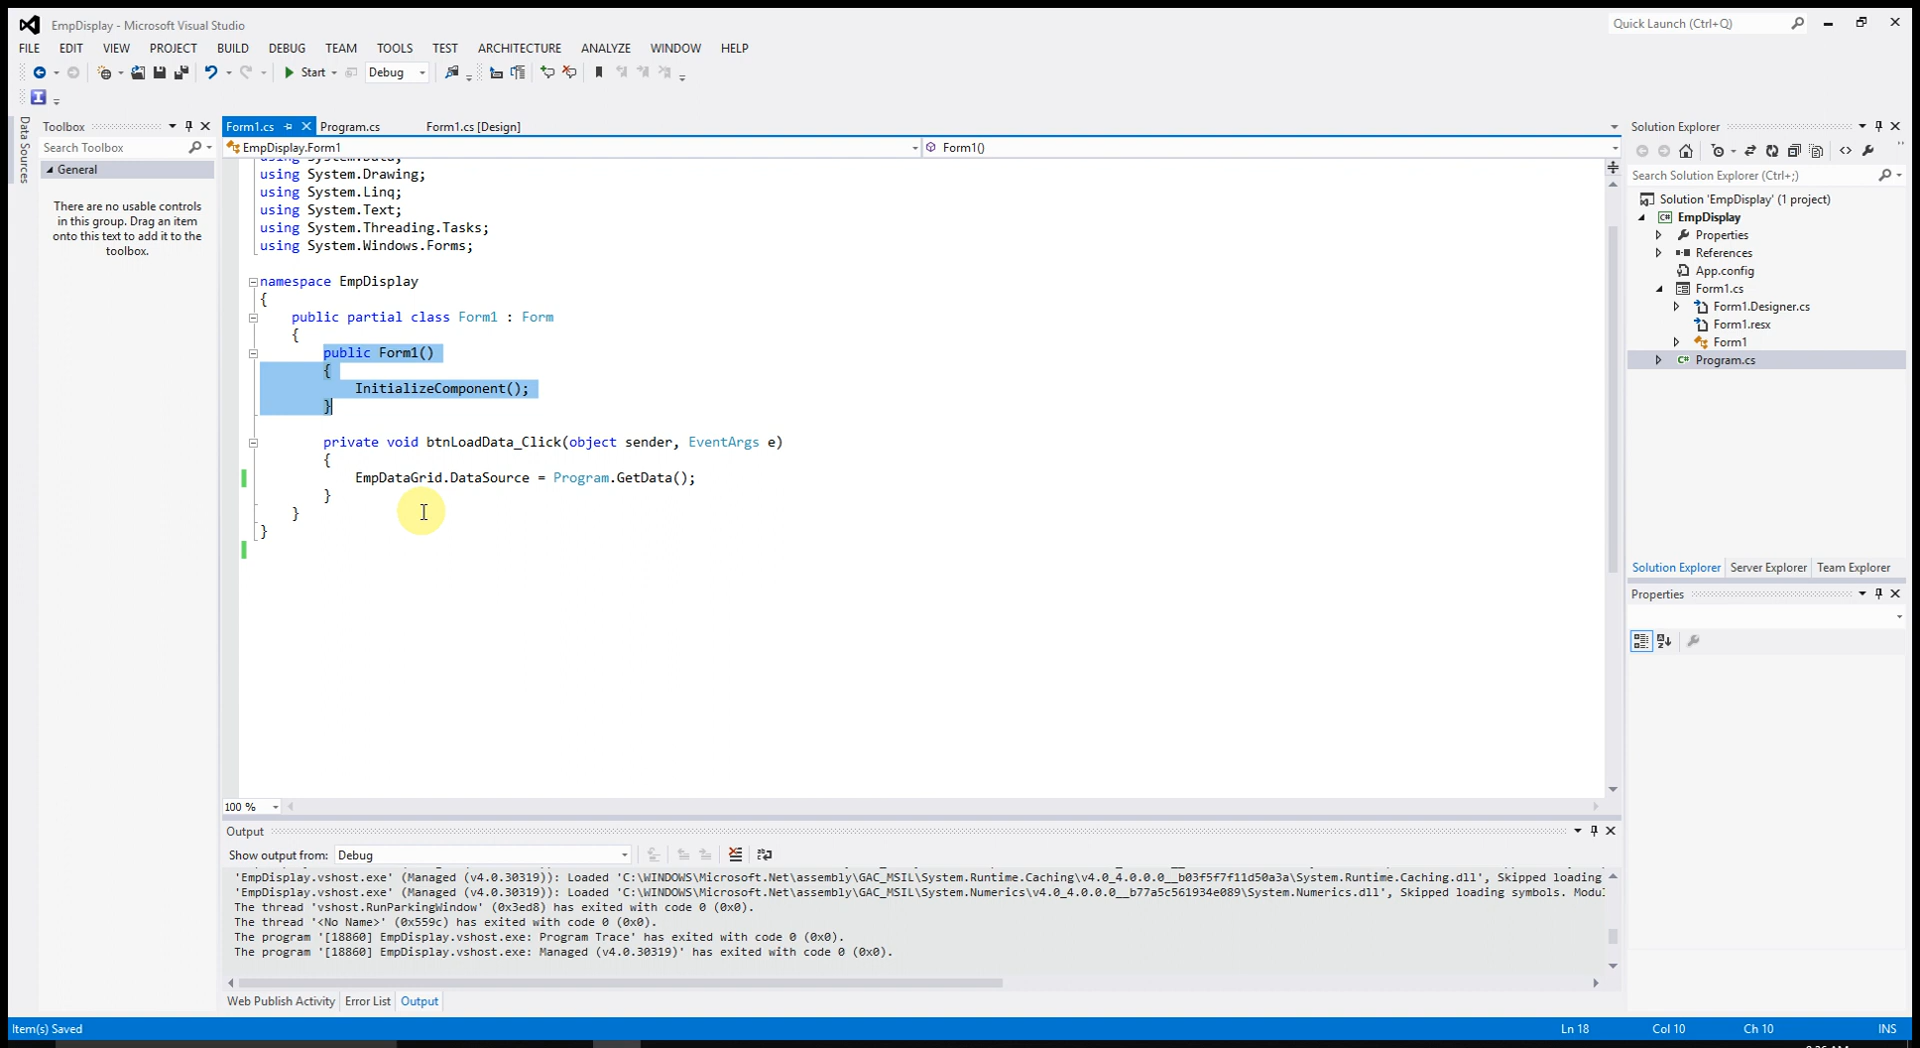 EmpDisplay - Microsoft Visual Studio
Quick Launch (Ctrl+Q)
FILE EDIT VIEW PROJECT BUILD DEBUG TEAM TOOLS TEST ARCHITECTURE ANALYZE WINDOW HELP
Start Debug
Data Sources
Toolbox
Search Toolbox
General
There are no usable controls
in this group. Drag an item
onto this text to add it to the
toolbox.
Form1.cs Program.cs Form1.cs [Design]
EmpDisplay.Form1 Form1()
using System.Data;
using System.Drawing;
using System.Linq;
using System.Text;
using System.Threading.Tasks;
using System.Windows.Forms;
namespace EmpDisplay
{
public partial class Form1 : Form
{
public Form1()
{
InitializeComponent();
}
private void btnLoadData_Click(object sender, EventArgs e)
{
EmpDataGrid.DataSource = Program.GetData();
}
}
}
100 %
Output
Show output from: Debug
'EmpDisplay.vshost.exe' (Managed (v4.0.30319)): Loaded 'C:\WINDOWS\Microsoft.Net\assembly\GAC_MSIL\System.Runtime.Caching\v4.0_4.0.0.0__b03f5f7f11d50a3a\System.Runtime.Caching.dll', Skipped loading
'EmpDisplay.vshost.exe' (Managed (v4.0.30319)): Loaded 'C:\WINDOWS\Microsoft.Net\assembly\GAC_MSIL\System.Numerics\v4.0_4.0.0.0__b77a5c561934e089\System.Numerics.dll', Skipped loading symbols. Modu
The thread 'vshost.RunParkingWindow' (0x3ed8) has exited with code 0 (0x0).
The thread '<No Name>' (0x559c) has exited with code 0 (0x0).
The program '[18860] EmpDisplay.vshost.exe: Program Trace' has exited with code 0 (0x0).
The program '[18860] EmpDisplay.vshost.exe: Managed (v4.0.30319)' has exited with code 0 (0x0).
Web Publish Activity Error List Output
Solution Explorer
Search Solution Explorer (Ctrl+;)
Solution 'EmpDisplay' (1 project)
C# EmpDisplay
Properties
References
App.config
Form1.cs
Form1.Designer.cs
Form1.resx
Form1
C# Program.cs
Solution Explorer Server Explorer Team Explorer
Properties
Item(s) Saved Ln 18 Col 10 Ch 10 INS